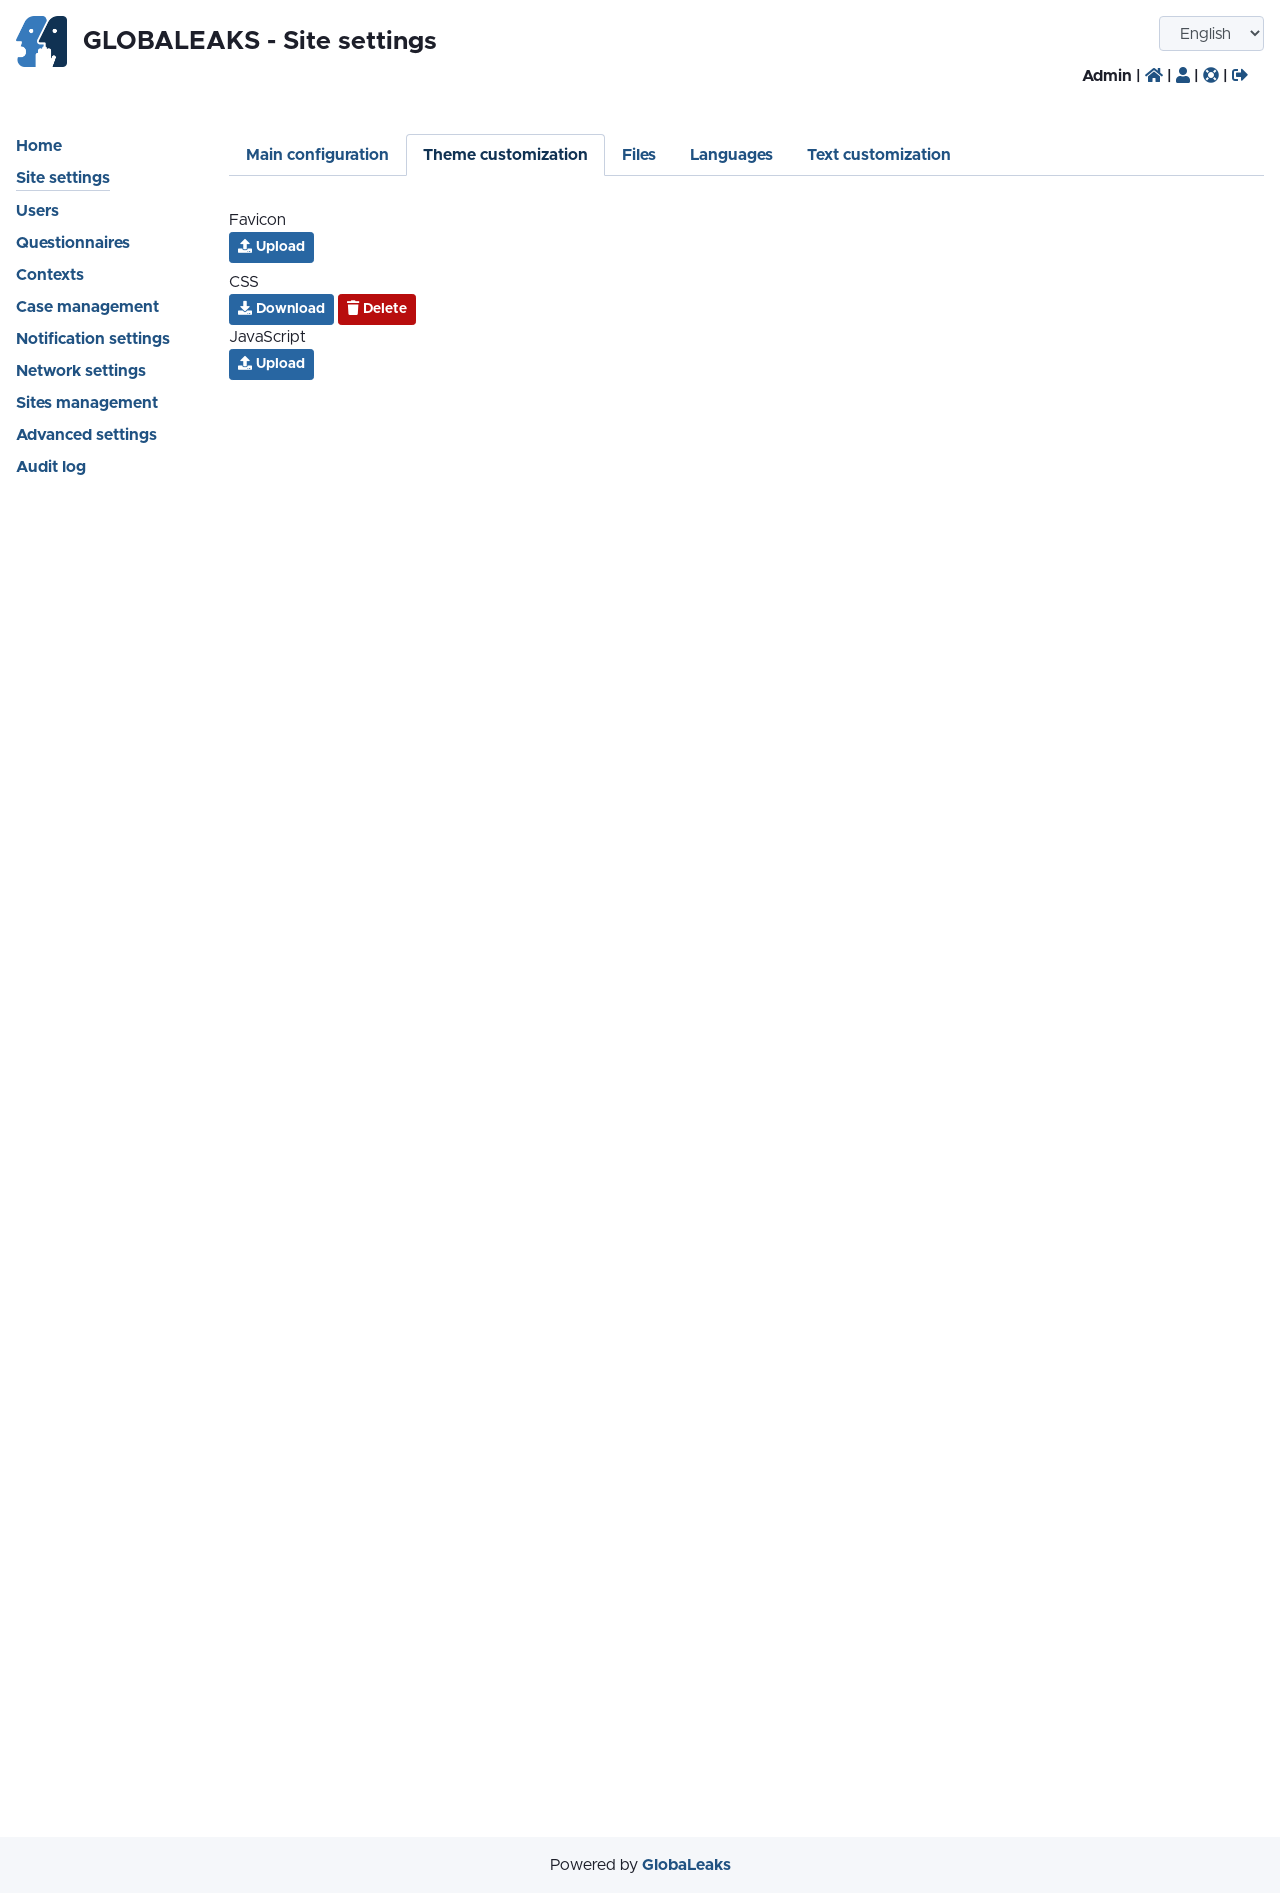 GLOBALEAKS - Site settings
English
Admin | | | |
Home
Site settings
Users
Questionnaires
Contexts
Case management
Notification settings
Network settings
Sites management
Advanced settings
Audit log
Main configuration
Theme customization
Files
Languages
Text customization
Favicon
Upload
CSS
Download
Delete
JavaScript
Upload
Powered by GlobaLeaks